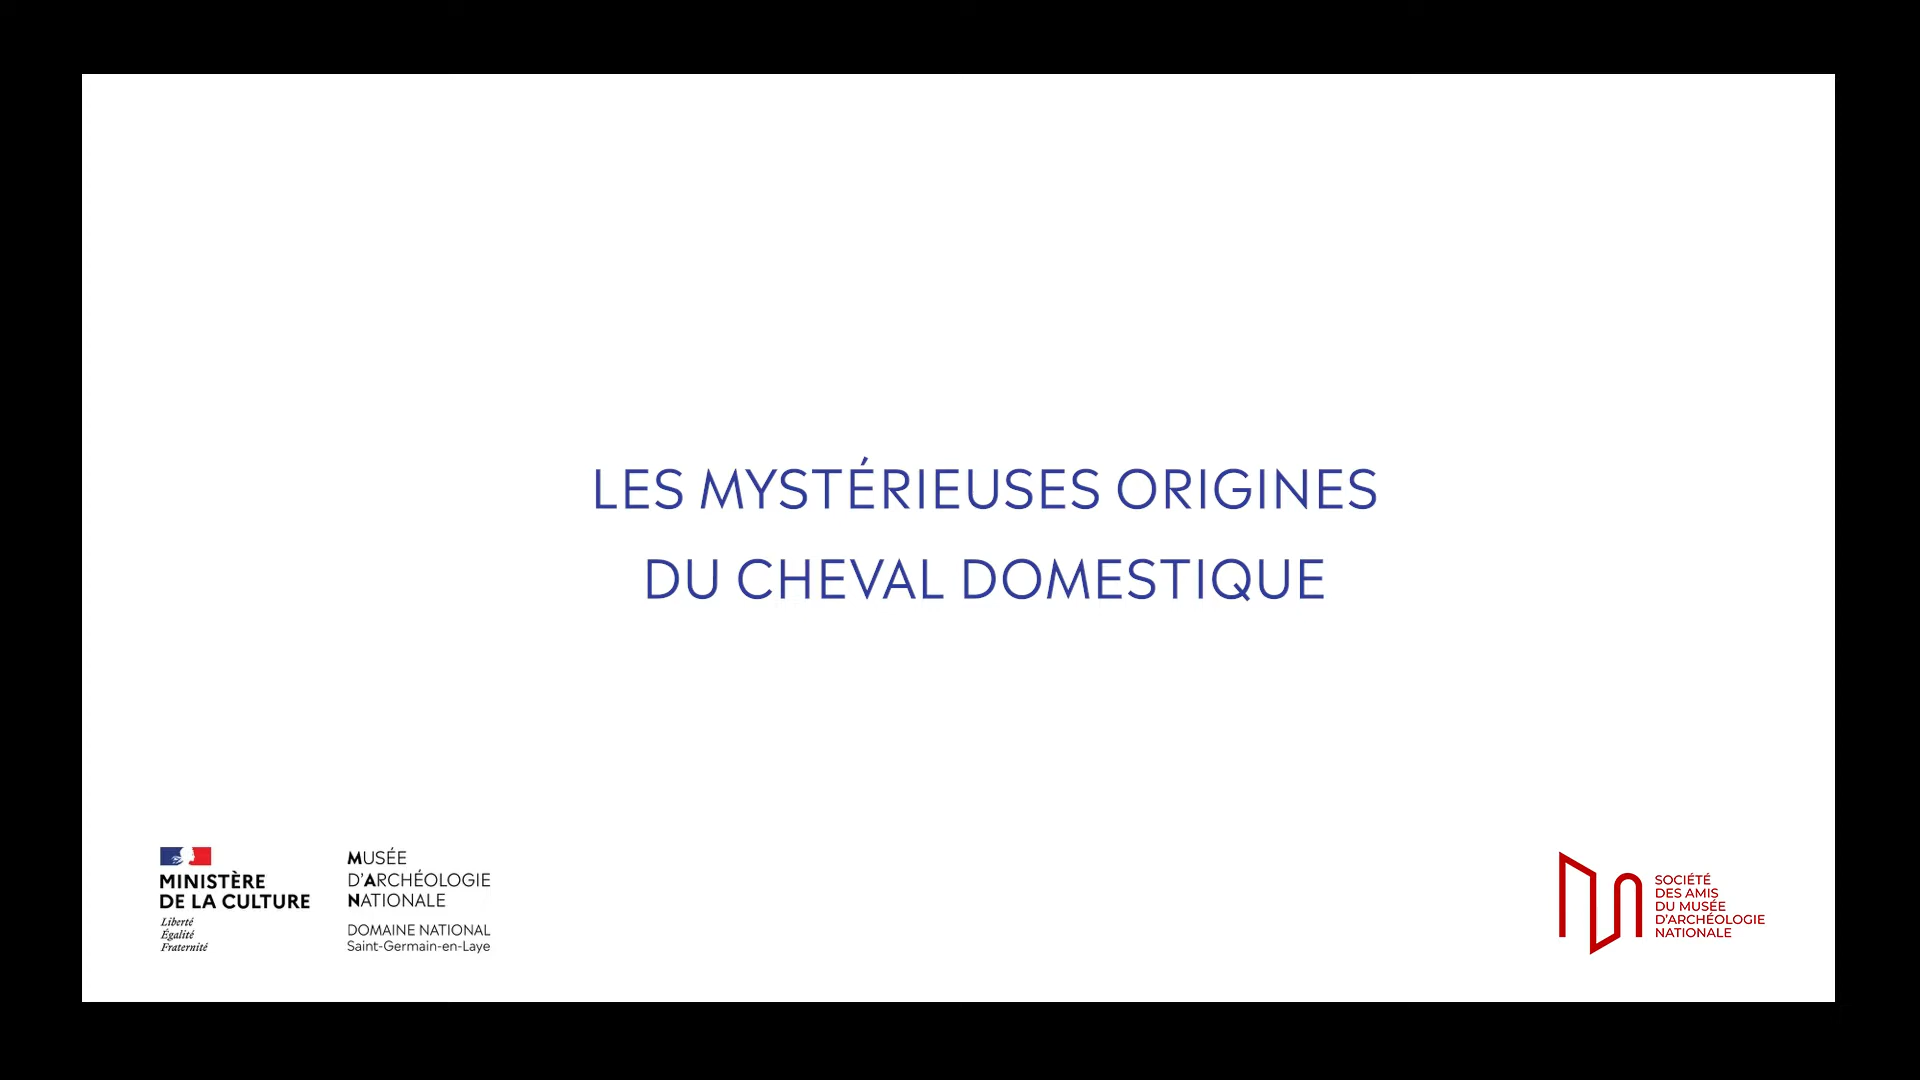 LES MYSTÉRIEUSES ORIGINES
DU CHEVAL DOMESTIQUE
MINISTÈRE
DE LA CULTURE
Liberté
Égalité
Fraternité
MUSÉE
D'ARCHÉOLOGIE
NATIONALE
DOMAINE NATIONAL
Saint-Germain-en-Laye
SOCIÉTÉ
DES AMIS
DU MUSÉE
D'ARCHÉOLOGIE
NATIONALE